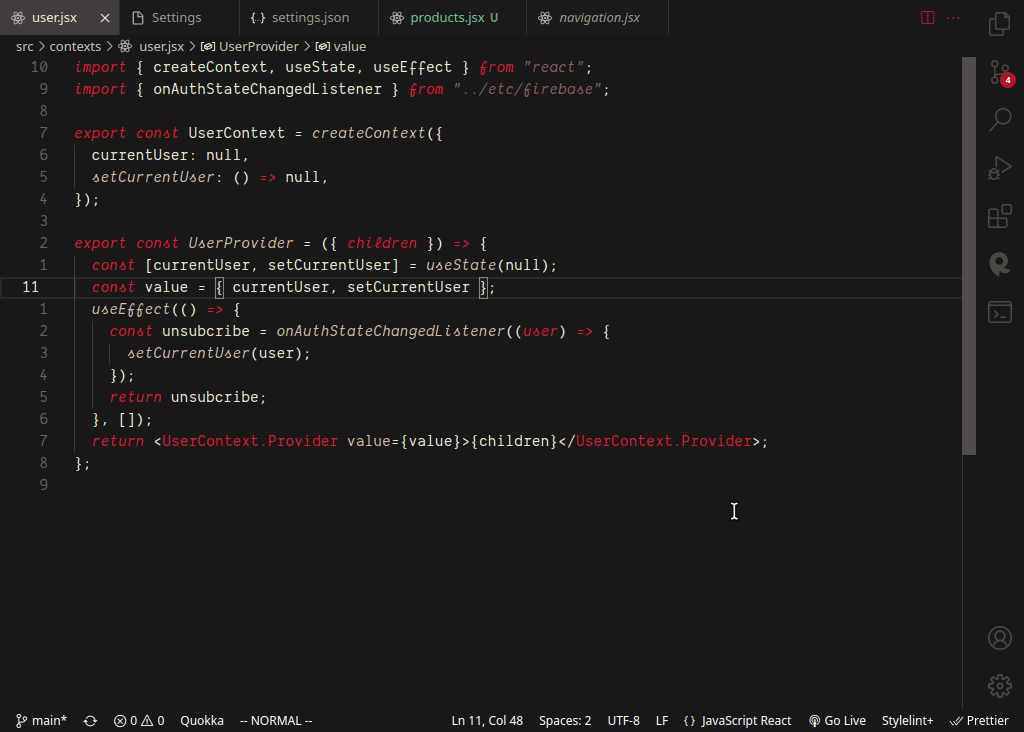 user.jsx × Settings {} settings.json products.jsx U navigation.jsx ...
src > contexts > user.jsx > UserProvider > value
10 import { createContext, useState, useEffect } from "react";
9 import { onAuthStateChangedListener } from "../etc/firebase";
8
7 export const UserContext = createContext({
6 currentUser: null,
5 setCurrentUser: () => null,
4 });
3
2 export const UserProvider = ({ children }) => {
1 const [currentUser, setCurrentUser] = useState(null);
11 const value = { currentUser, setCurrentUser };
1 useEffect(() => {
2 const unsubcribe = onAuthStateChangedListener((user) => {
3 setCurrentUser(user);
4 });
5 return unsubcribe;
6 }, []);
7 return <UserContext.Provider value={value}>{children}</UserContext.Provider>;
8 };
9
4
main* 0 0 Quokka -- NORMAL -- Ln 11, Col 48 Spaces: 2 UTF-8 LF {} JavaScript React Go Live Stylelint+ Prettier